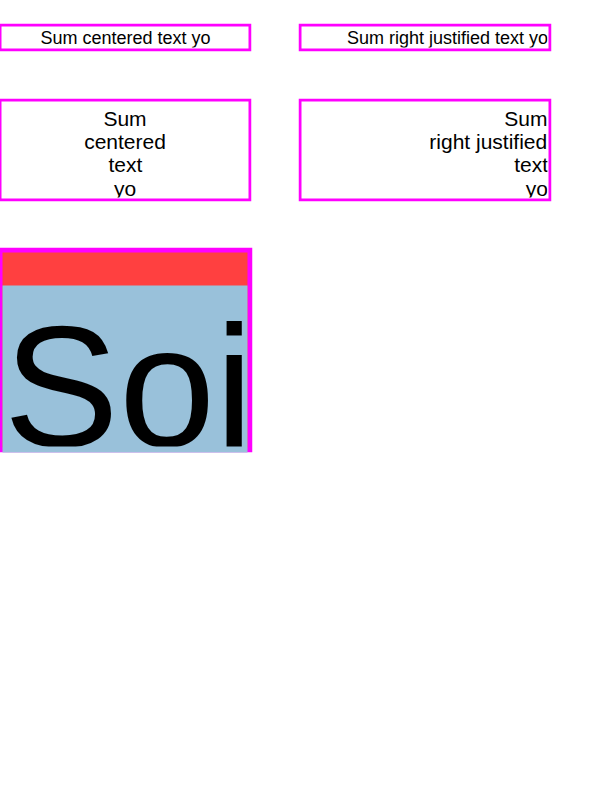 Sum centered text yo
Sum right justified text yo
Sum
centered
text
yo
Sum
right justified
text
yo
Soi